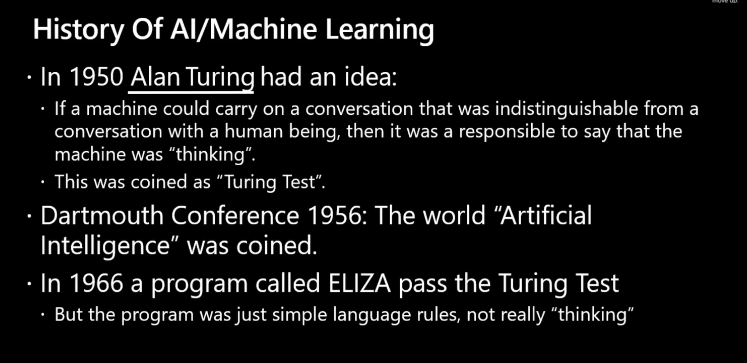 move up.
History Of AI/Machine Learning
· In 1950 Alan Turing had an idea:
· If a machine could carry on a conversation that was indistinguishable from a
conversation with a human being, then it was a responsible to say that the
machine was “thinking”.
· This was coined as “Turing Test”.
· Dartmouth Conference 1956: The world “Artificial
Intelligence” was coined.
· In 1966 a program called ELIZA pass the Turing Test
· But the program was just simple language rules, not really “thinking”